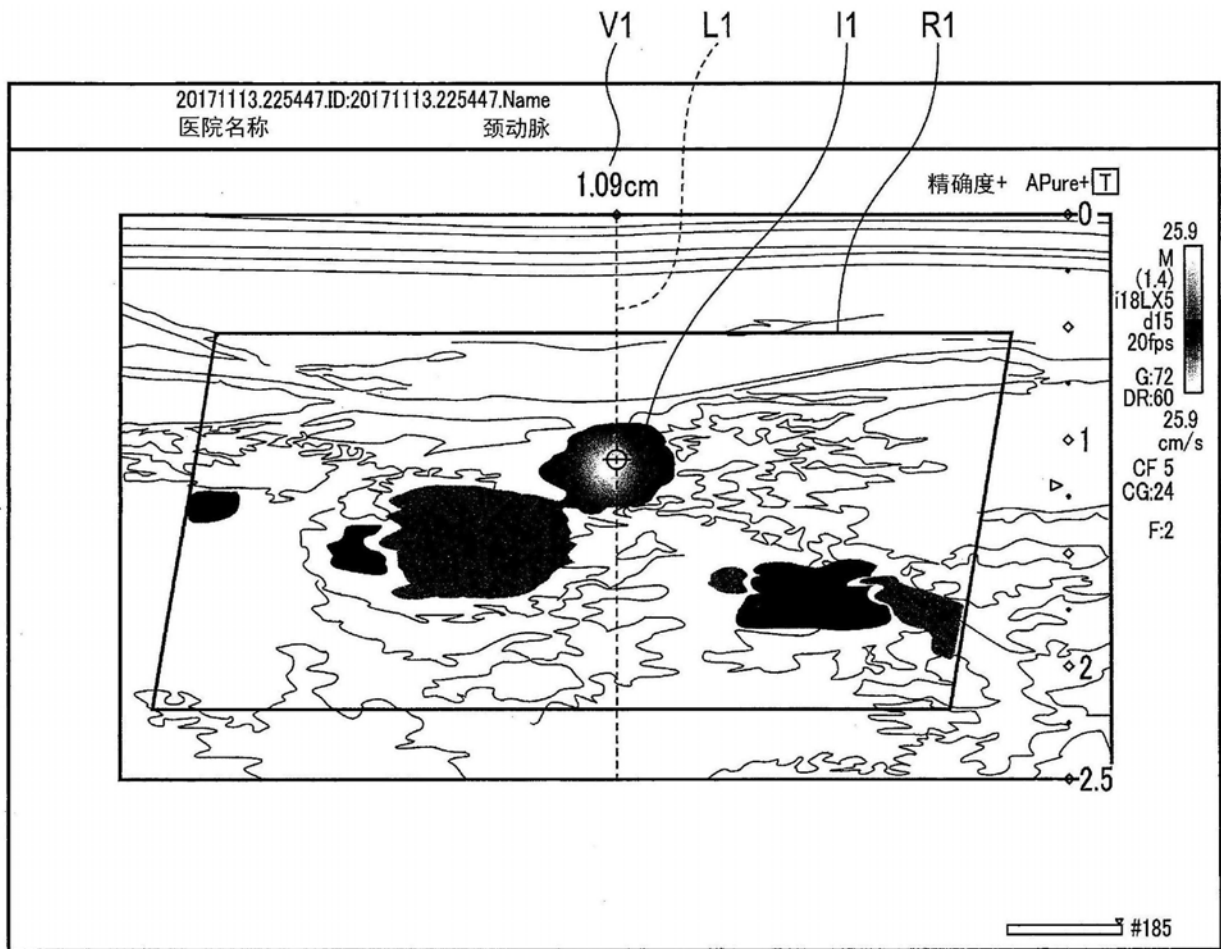 V1 L1 I1 R1
20171113.225447.ID:20171113.225447.Name
医院名称 颈动脉
1.09cm
精确度+ APure+ T
0
25.9
M
(1.4)
i18LX5
d15
20fps
G:72
DR:60
25.9
cm/s
1
CF 5
CG:24
F:2
2
2.5
#185